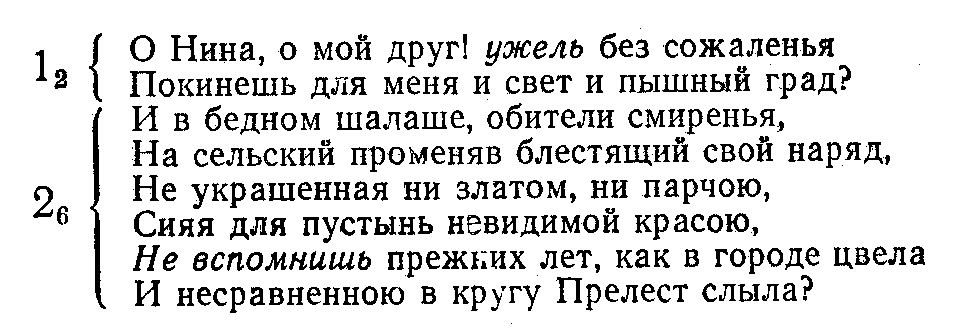 1₂ О Нина, о мой друг! ужель без сожаленья
Покинешь для меня и свет и пышный град?
И в бедном шалаше, обители смиренья,
На сельский променяв блестящий свой наряд,
2₆ Не украшенная ни златом, ни парчою,
Сияя для пустынь невидимой красою,
Не вспомнишь прежних лет, как в городе цвела
И несравненною в кругу Прелест слыла?